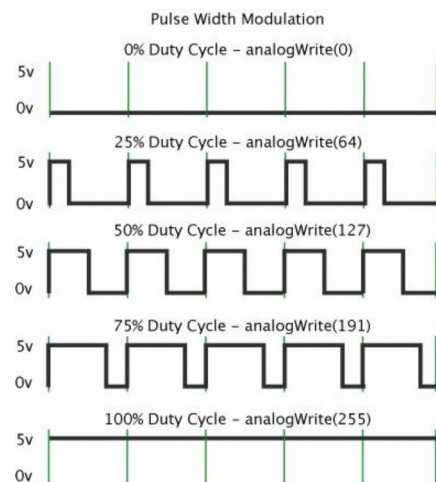 Pulse Width Modulation
0% Duty Cycle – analogWrite(0)
5v
0v
25% Duty Cycle – analogWrite(64)
5v
0v
50% Duty Cycle – analogWrite(127)
5v
0v
75% Duty Cycle – analogWrite(191)
5v
0v
100% Duty Cycle – analogWrite(255)
5v
0v